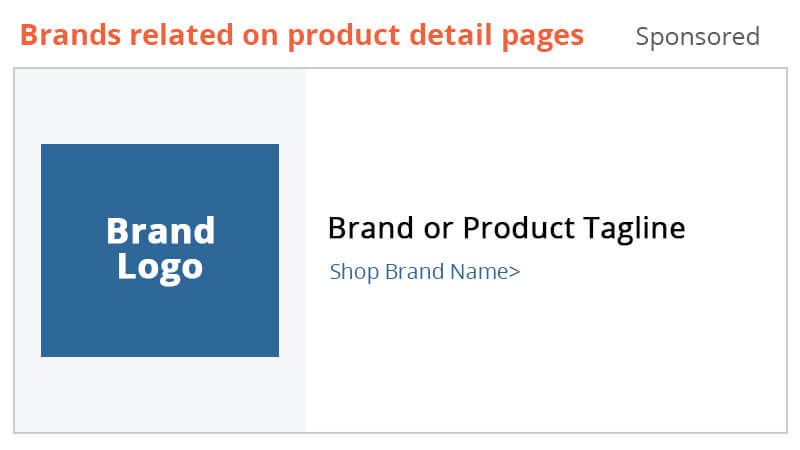 Brands related on product detail pages
Sponsored
Brand
Logo
Brand or Product Tagline
Shop Brand Name>